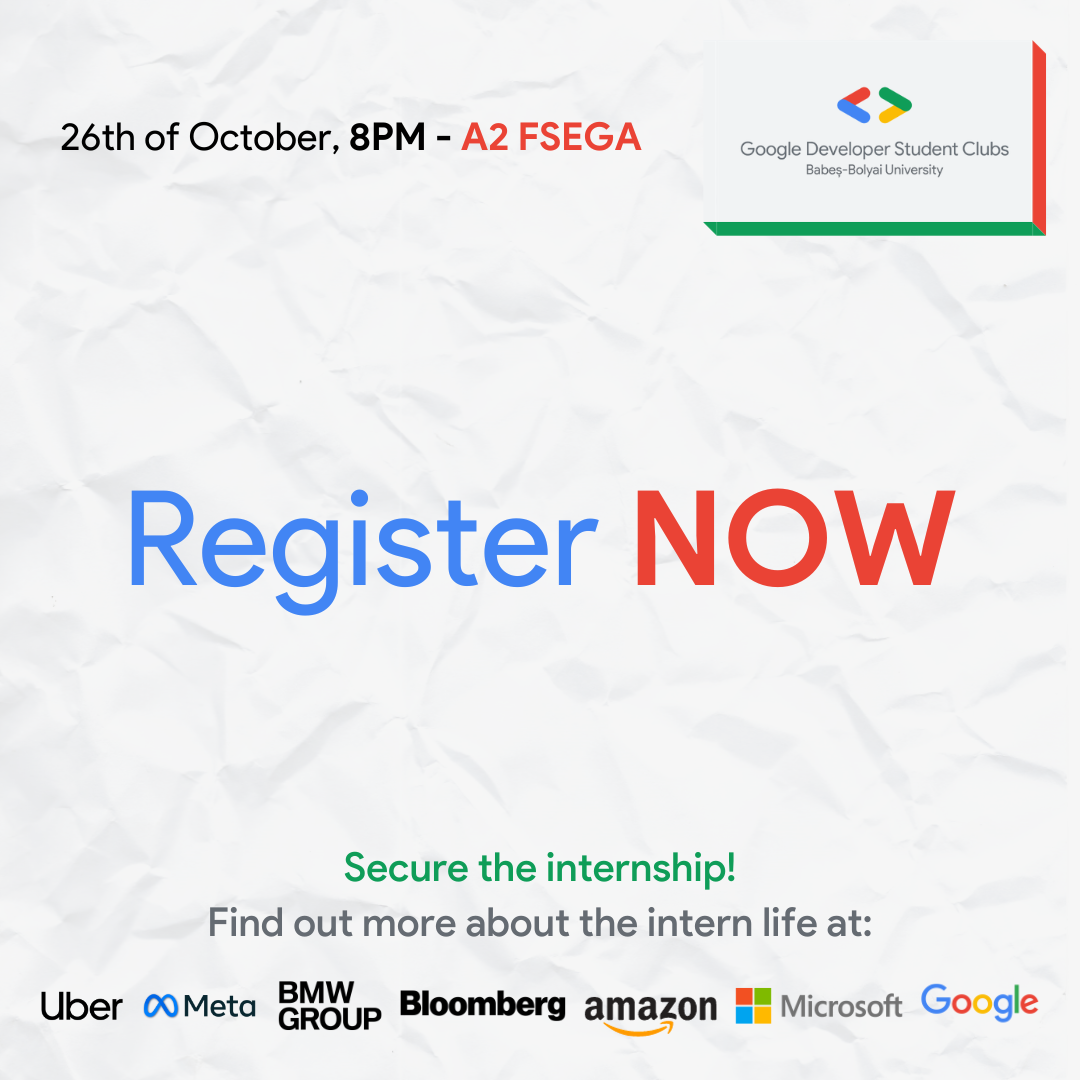 26th of October, 8PM - A2 FSEGA
Google Developer Student Clubs
Babeș-Bolyai University
Register NOW
Secure the internship!
Find out more about the intern life at:
Uber Meta BMW GROUP Bloomberg amazon Microsoft Google